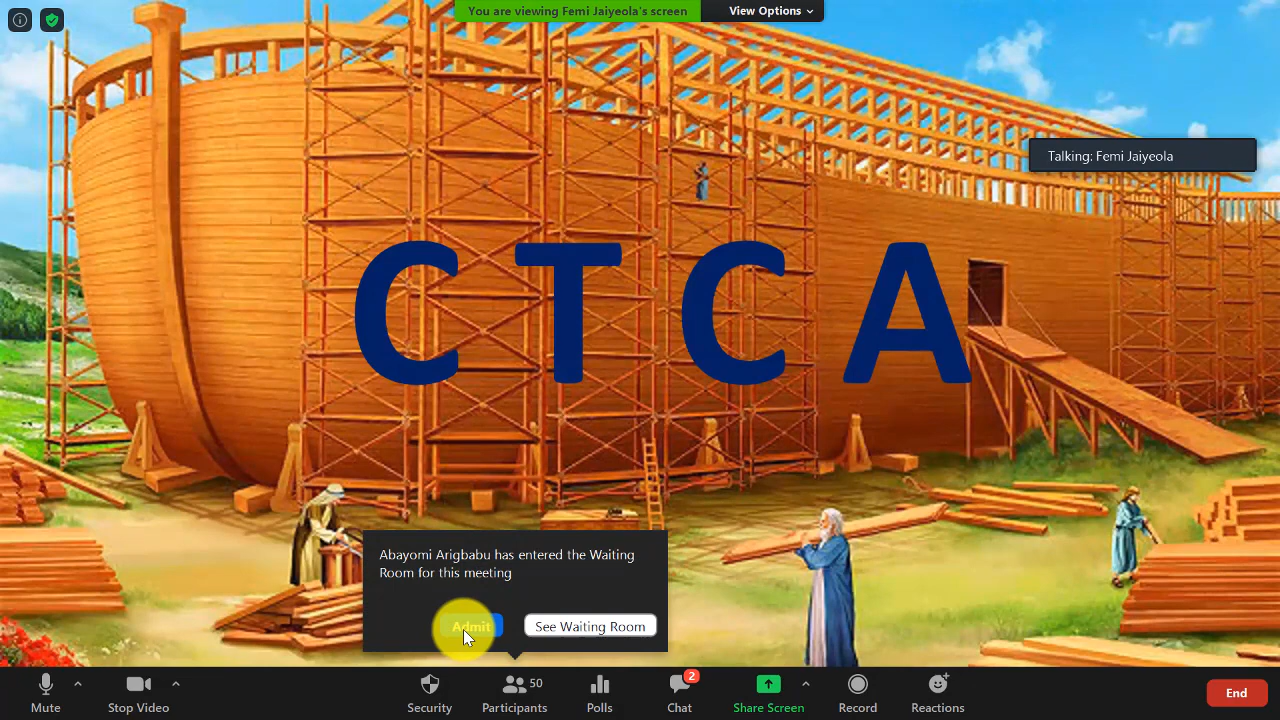 You are viewing Femi Jaiyeola's screen
View Options
Talking: Femi Jaiyeola
C T C A
Abayomi Arigbabu has entered the Waiting
Room for this meeting
Admit
See Waiting Room
50
2
Mute
Stop Video
Security
Participants
Polls
Chat
Share Screen
Record
Reactions
End